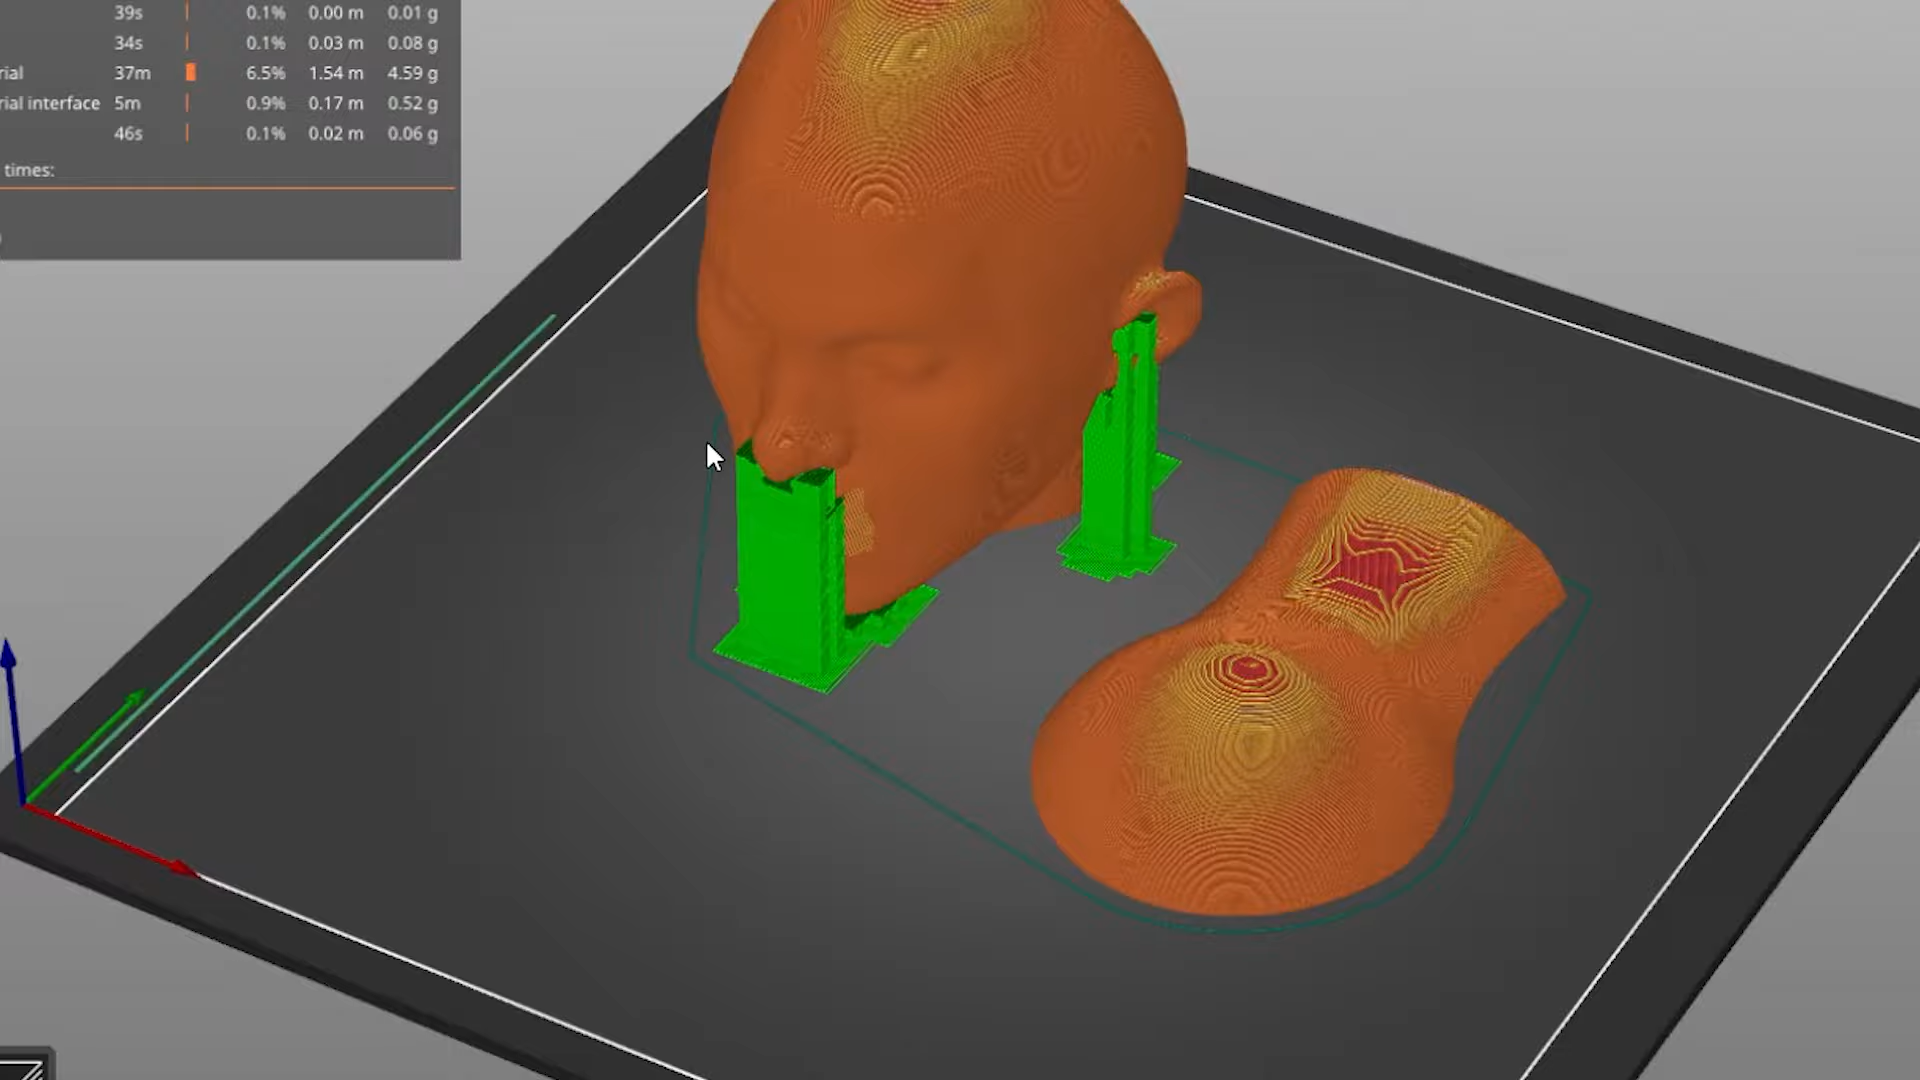 39s 0.1% 0.00 m 0.01 g
34s 0.1% 0.03 m 0.08 g
rial 37m 6.5% 1.54 m 4.59 g
rial interface 5m 0.9% 0.17 m 0.52 g
46s 0.1% 0.02 m 0.06 g
times: